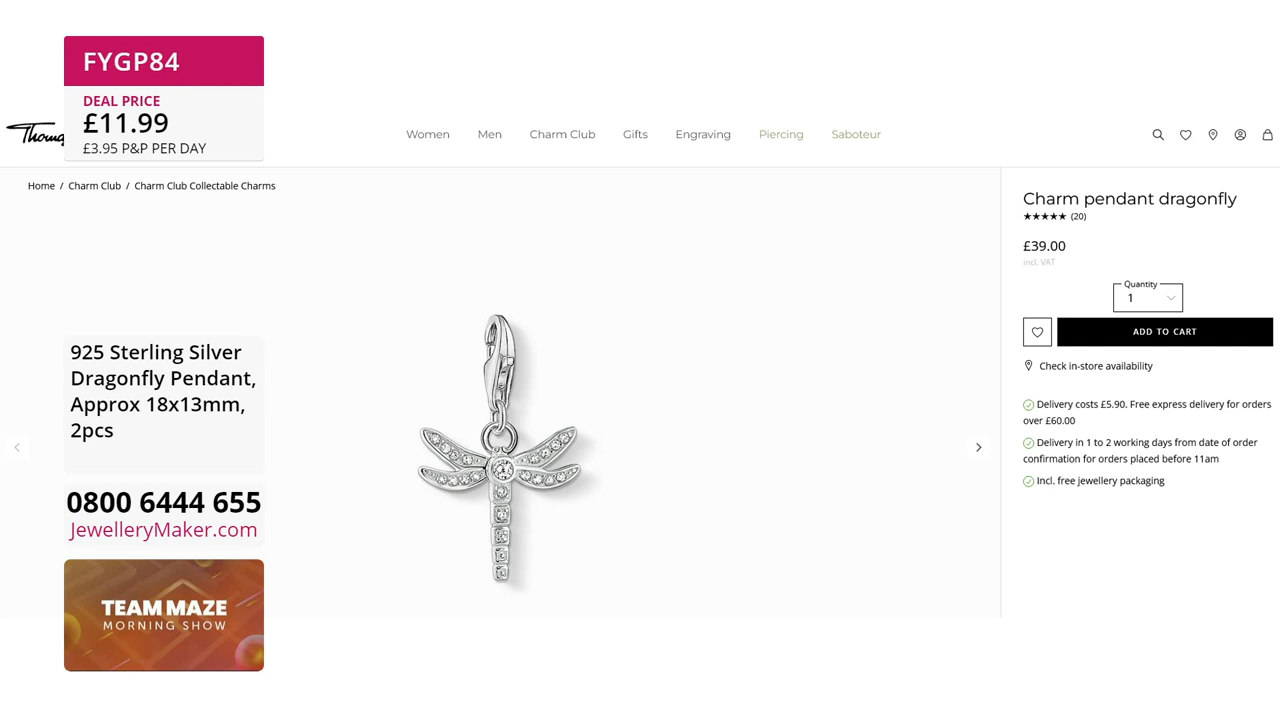 FYGP84
DEAL PRICE
£11.99
£3.95 P&P PER DAY
Women
Men
Charm Club
Gifts
Engraving
Piercing
Saboteur
Home / Charm Club / Charm Club Collectable Charms
Charm pendant dragonfly
★★★★★ (20)
£39.00
incl. VAT
Quantity
1
ADD TO CART
Check in-store availability
Delivery costs £5.90. Free express delivery for orders
over £60.00
Delivery in 1 to 2 working days from date of order
confirmation for orders placed before 11am
Incl. free jewellery packaging
925 Sterling Silver
Dragonfly Pendant,
Approx 18x13mm,
2pcs
0800 6444 655
JewelleryMaker.com
TEAM MAZE
MORNING SHOW